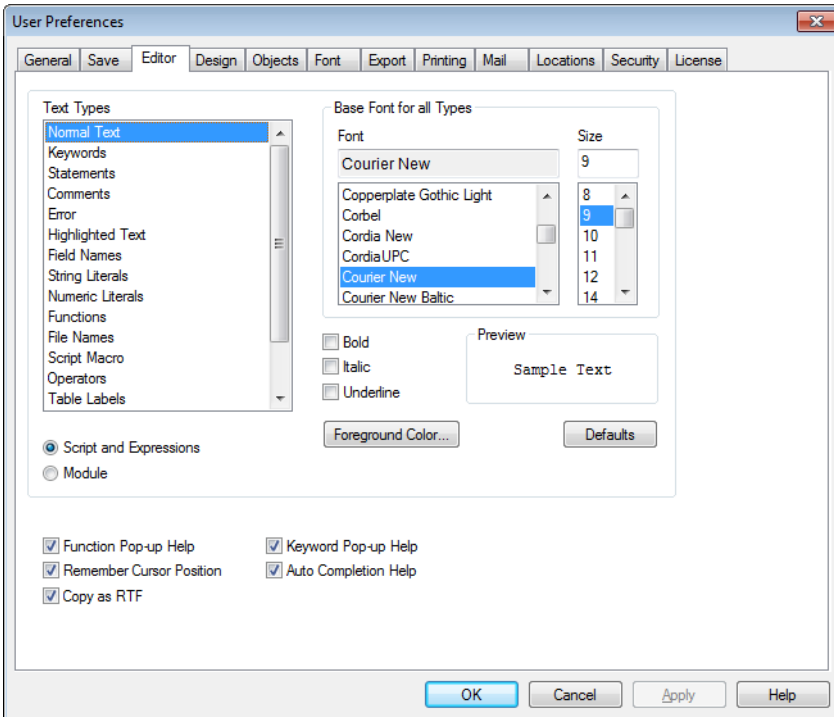 User Preferences
General Save Editor Design Objects Font Export Printing Mail Locations Security License
Text Types
Normal Text
Keywords
Statements
Comments
Error
Highlighted Text
Field Names
String Literals
Numeric Literals
Functions
File Names
Script Macro
Operators
Table Labels
Script and Expressions
Module
Base Font for all Types
Font
Courier New
Copperplate Gothic Light
Corbel
Cordia New
CordiaUPC
Courier New
Courier New Baltic
Size
9
8
9
10
11
12
14
Bold
Italic
Underline
Preview
Sample Text
Foreground Color...
Defaults
Function Pop-up Help
Keyword Pop-up Help
Remember Cursor Position
Auto Completion Help
Copy as RTF
OK Cancel Apply Help